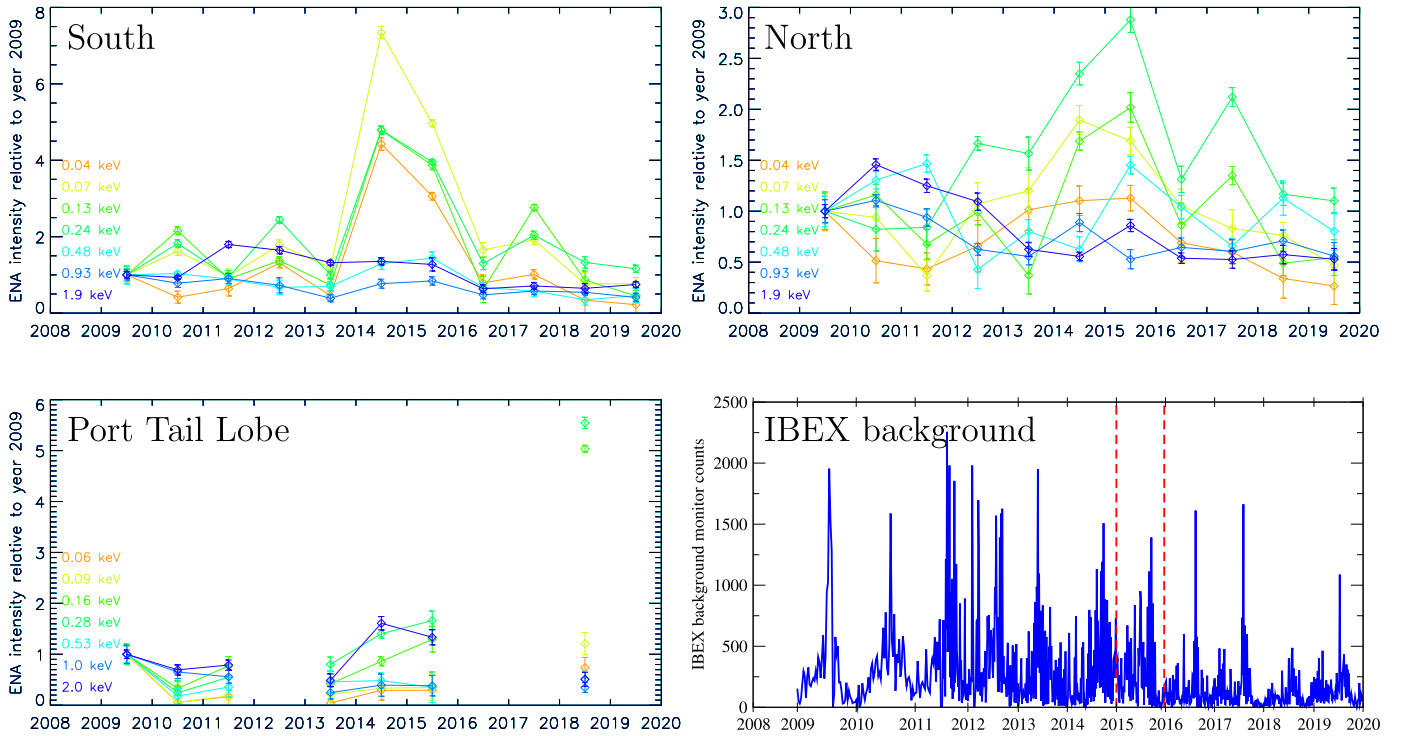 South
ENA intensity relative to year 2009
8
6
4
2
0
0.04 keV
0.07 keV
0.13 keV
0.24 keV
0.48 keV
0.93 keV
1.9 keV
2008 2009 2010 2011 2012 2013 2014 2015 2016 2017 2018 2019 2020
North
ENA intensity relative to year 2009
3.0
2.5
2.0
1.5
1.0
0.5
0.0
0.04 keV
0.07 keV
0.13 keV
0.24 keV
0.48 keV
0.93 keV
1.9 keV
2008 2009 2010 2011 2012 2013 2014 2015 2016 2017 2018 2019 2020
Port Tail Lobe
ENA intensity relative to year 2009
6
5
4
3
2
1
0
0.06 keV
0.09 keV
0.16 keV
0.28 keV
0.53 keV
1.0 keV
2.0 keV
2008 2009 2010 2011 2012 2013 2014 2015 2016 2017 2018 2019 2020
IBEX background
IBEX background monitor counts
2500
2000
1500
1000
500
0
2008 2009 2010 2011 2012 2013 2014 2015 2016 2017 2018 2019 2020